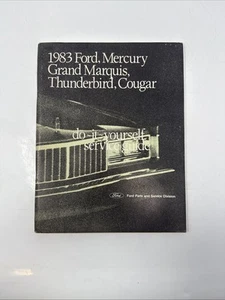 1983 Ford, Mercury
Grand Marquis,
Thunderbird, Cougar
do-it-yourself
service guide
Ford
Ford Parts and Service Division